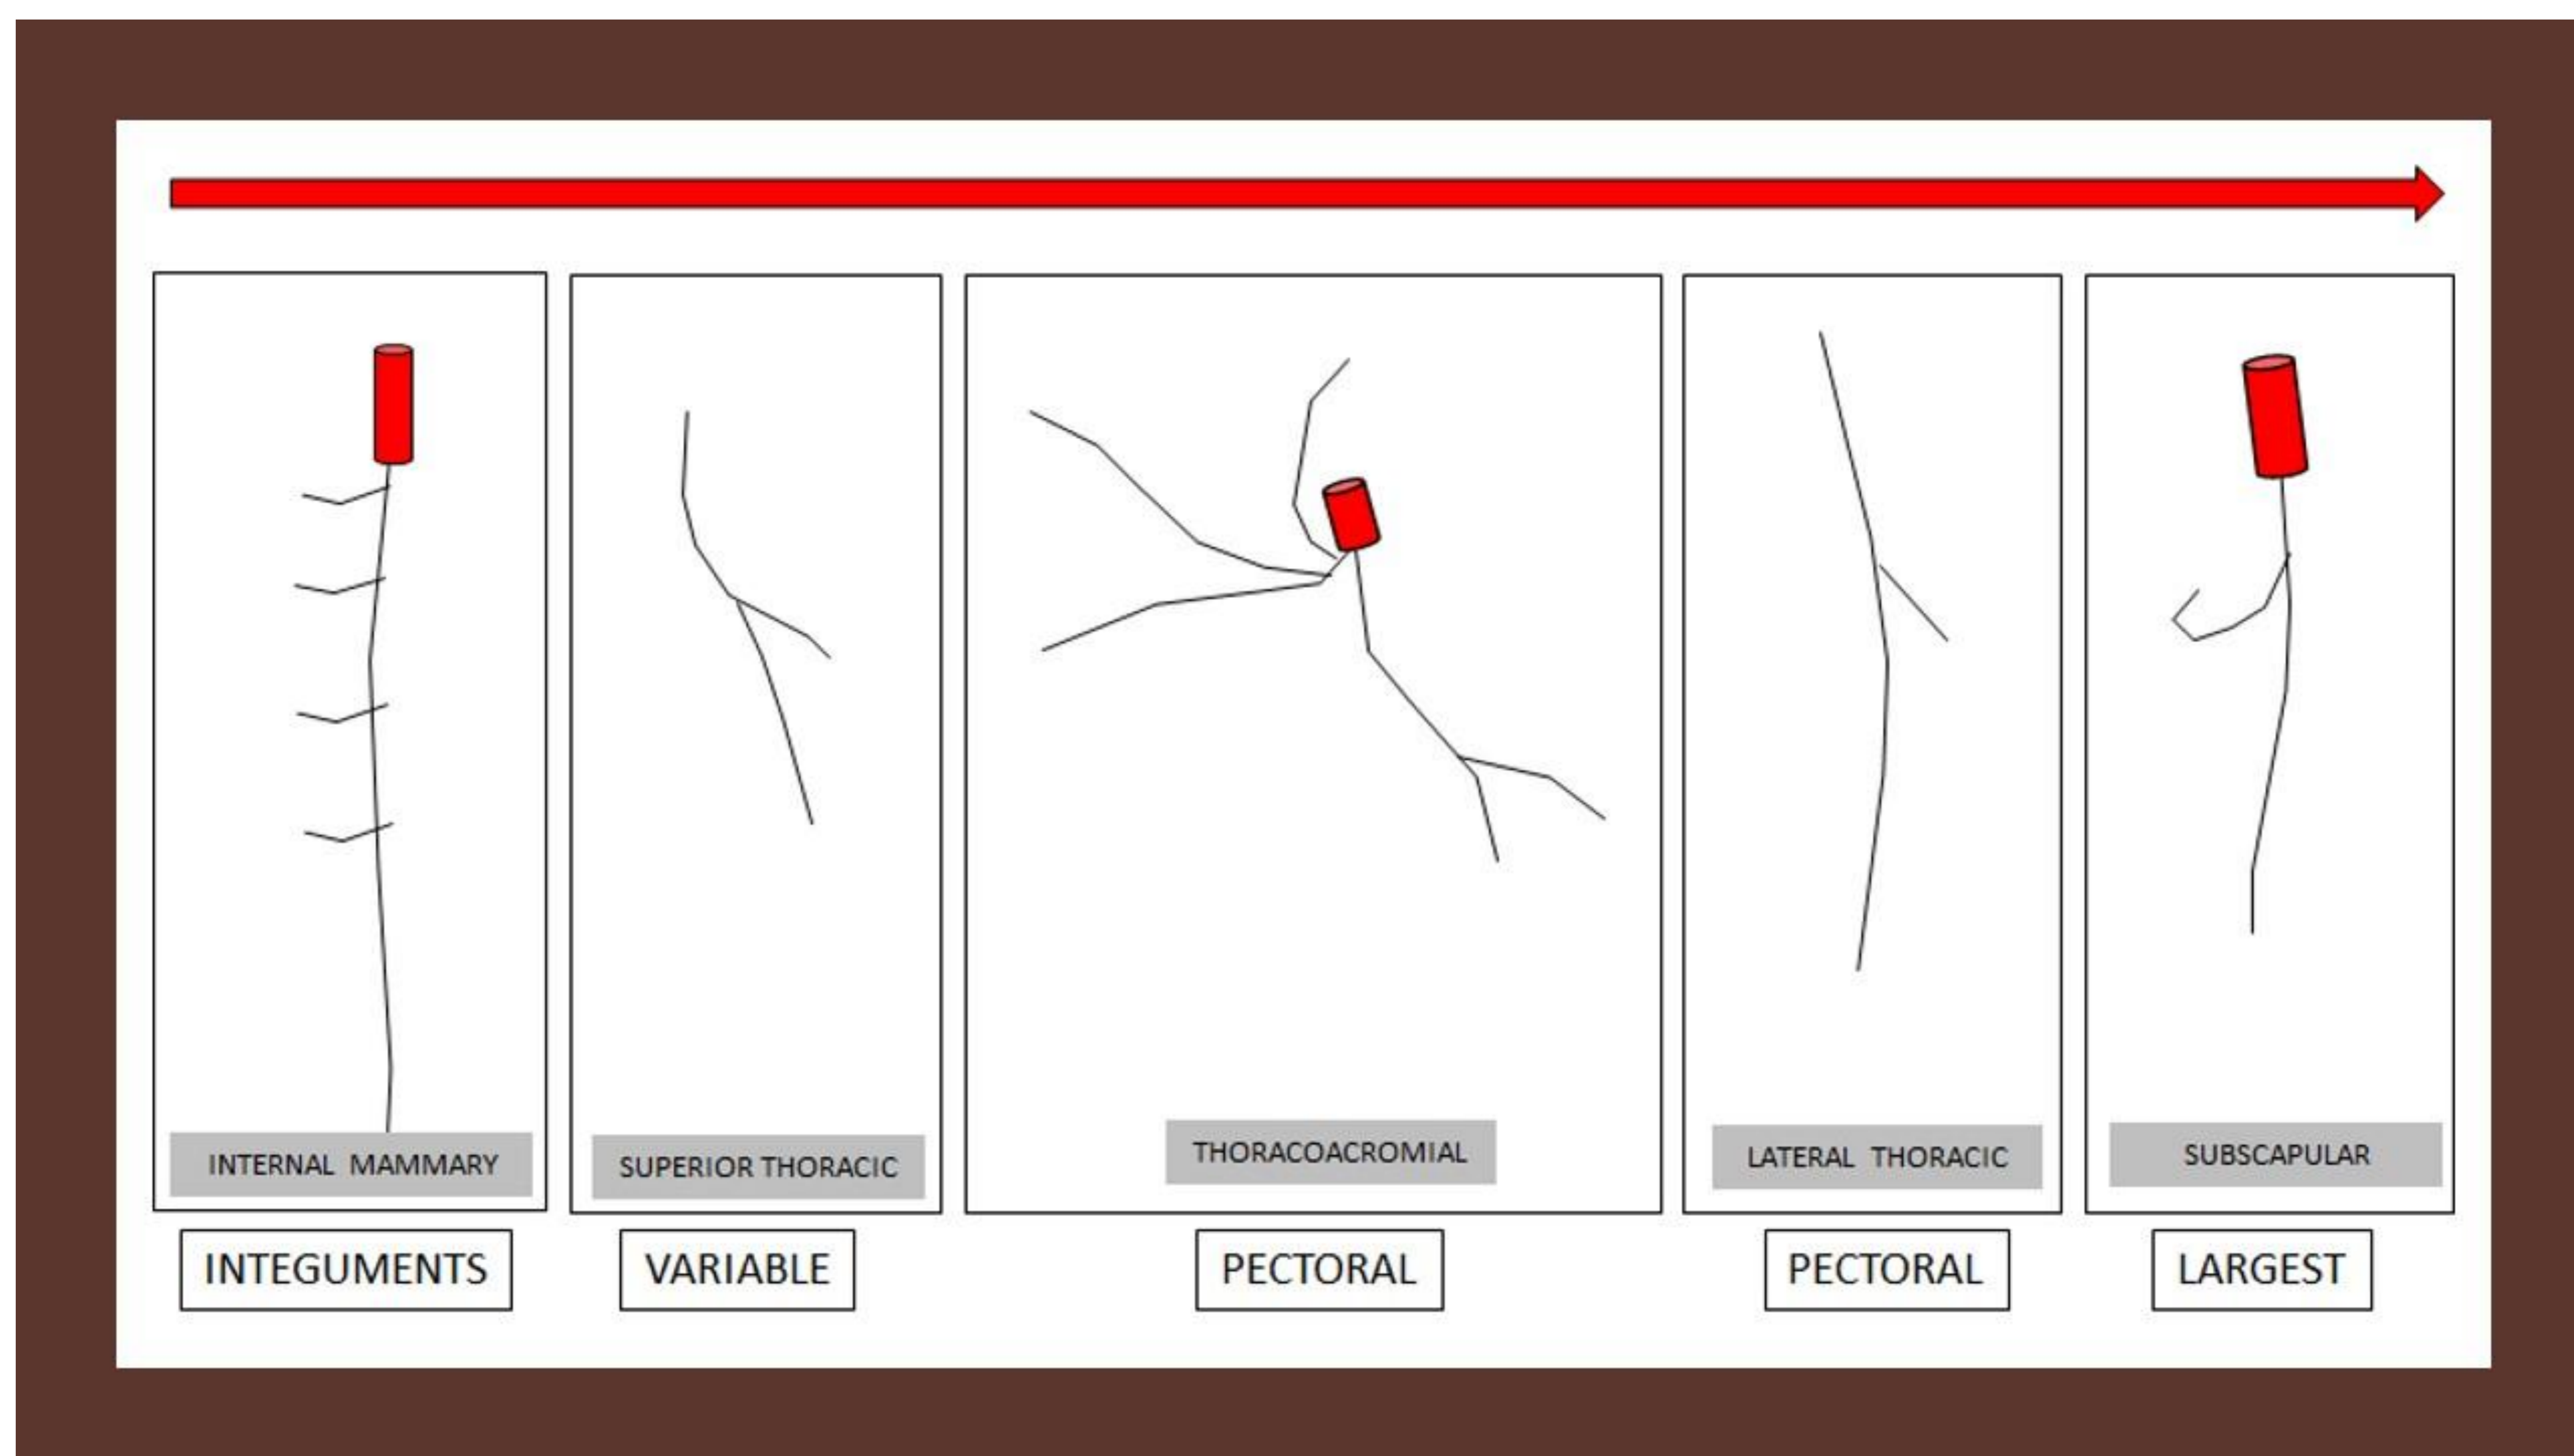 INTERNAL MAMMARY
SUPERIOR THORACIC
THORACOACROMIAL
LATERAL THORACIC
SUBSCAPULAR
INTEGUMENTS
VARIABLE
PECTORAL
PECTORAL
LARGEST